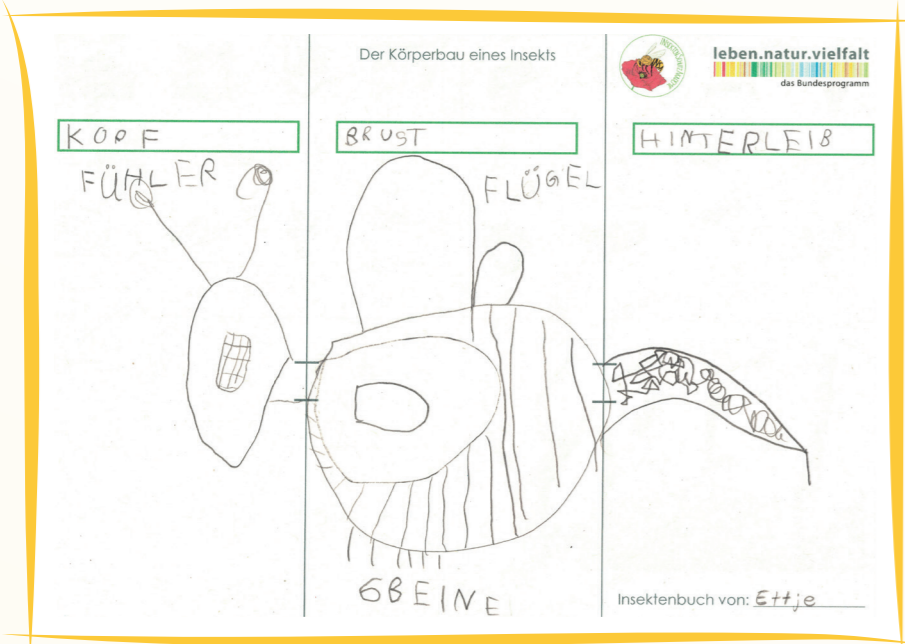 Der Körperbau eines Insekts
leben.natur.vielfalt
das Bundesprogramm
KOPF
BRUST
HINTERLEIB
FÜHLER
FLÜGEL
6BEINE
Insektenbuch von: Ettje